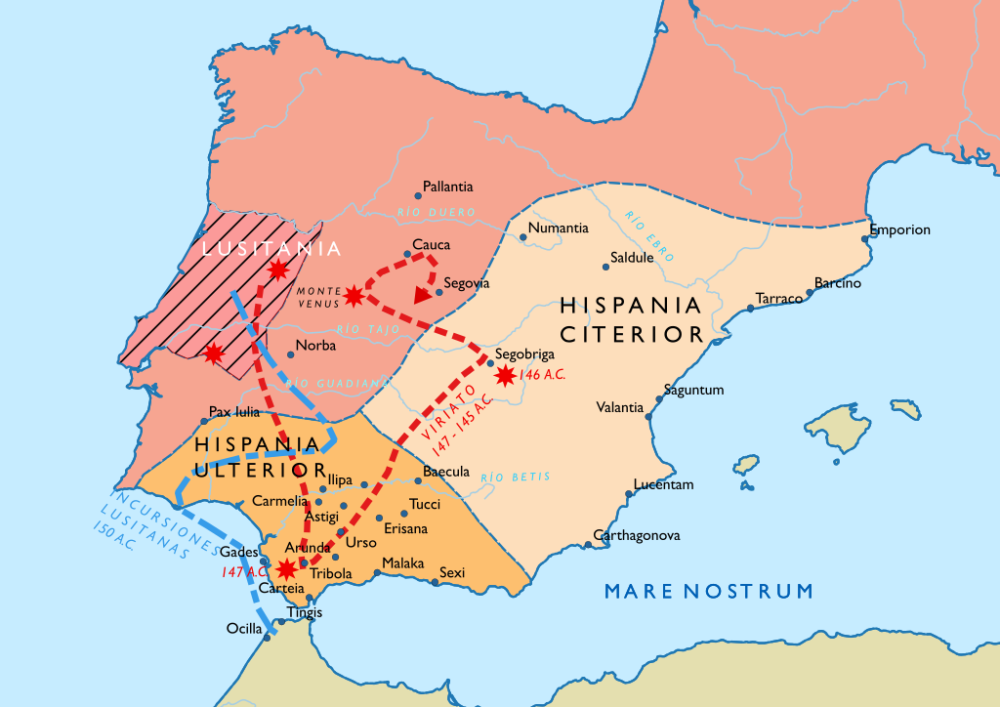 Pallantia
RÍO DUERO
RÍO EBRO
Numantia
Emporion
LUSITANIA
Cauca
Saldule
Segovia
Barcino
MONTE
VENUS
Tarraco
HISPANIA
CITERIOR
RÍO TAJO
Norba
Segobriga
146 A.C.
RÍO GUADIANA
VIRIATO
147 - 145 A.C.
Saguntum
Valantia
Pax Iulia
HISPANIA
ULTERIOR
Baecula
RÍO BETIS
Ilipa
Lucentam
Carmelia
Tucci
Astigi
Erisana
INCURSIONES
LUSITANAS
150 A.C.
Urso
Carthagonova
Arunda
Gades
147 A.C.
Tribola
Malaka
Sexi
Carteia
MARE NOSTRUM
Tingis
Ocilla